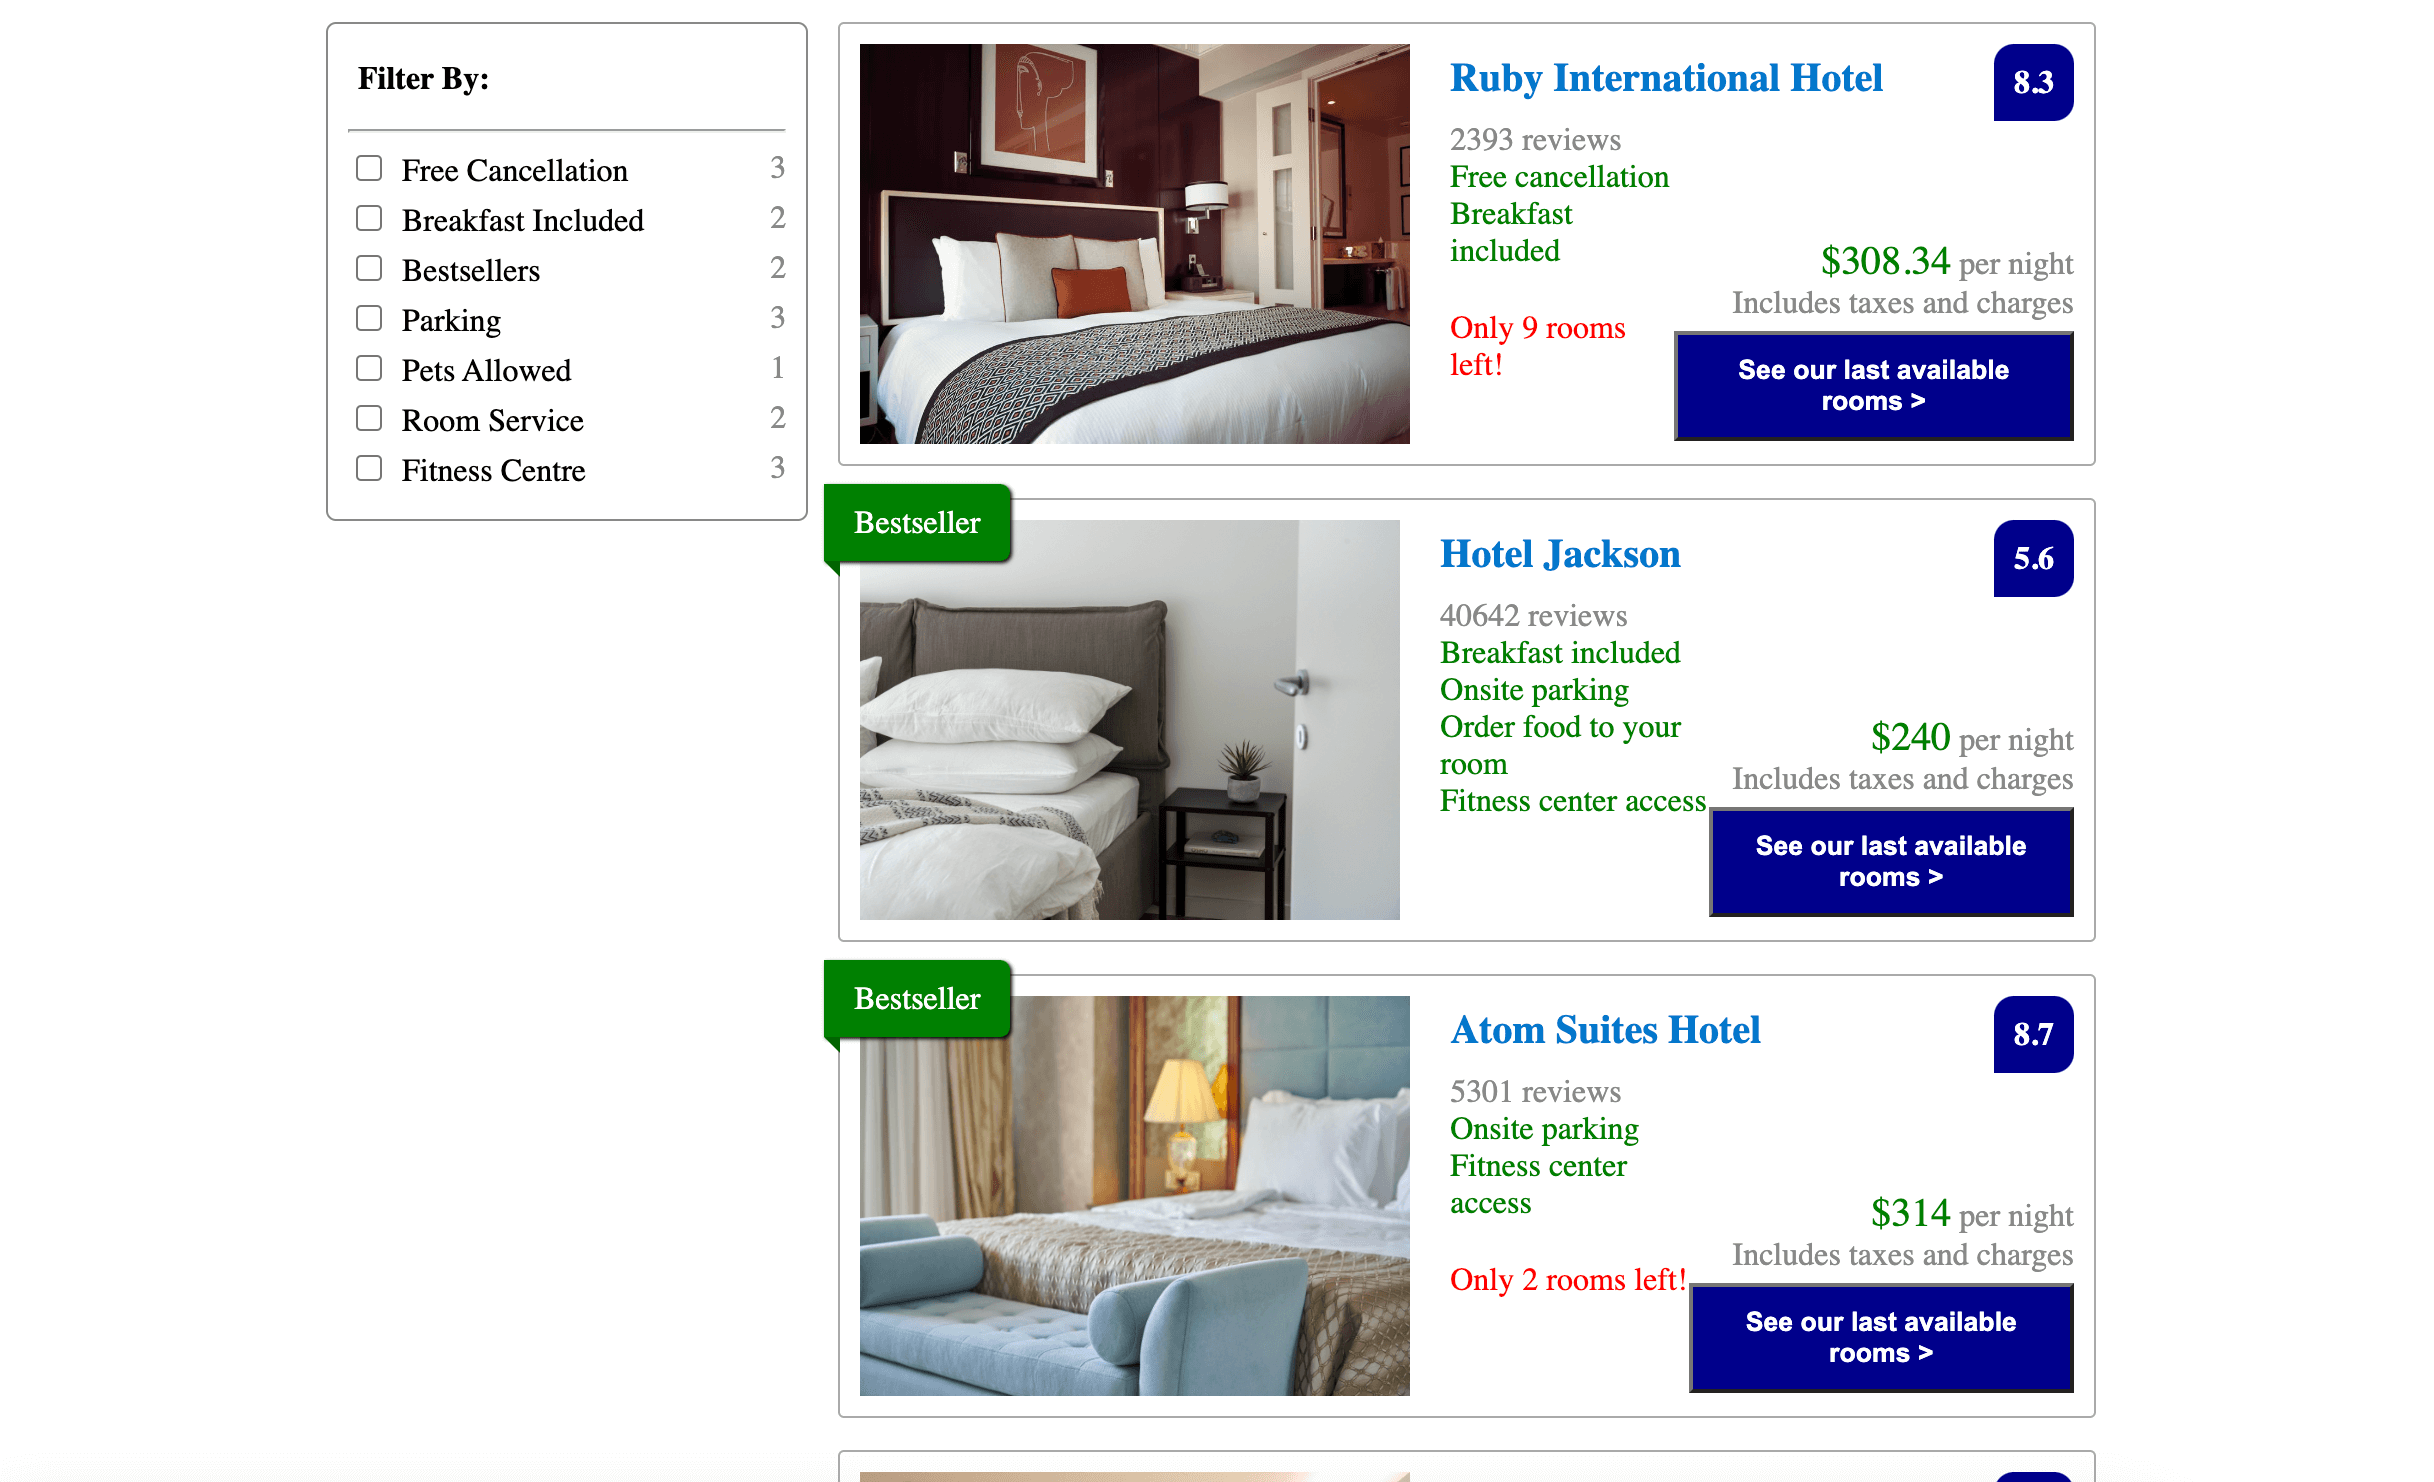 Filter By:
Free Cancellation 3
Breakfast Included 2
Bestsellers 2
Parking 3
Pets Allowed 1
Room Service 2
Fitness Centre 3
Ruby International Hotel
8.3
2393 reviews
Free cancellation
Breakfast
included
Only 9 rooms
left!
$308.34 per night
Includes taxes and charges
See our last available
rooms >
Bestseller
Hotel Jackson
5.6
40642 reviews
Breakfast included
Onsite parking
Order food to your
room
Fitness center access
$240 per night
Includes taxes and charges
See our last available
rooms >
Bestseller
Atom Suites Hotel
8.7
5301 reviews
Onsite parking
Fitness center
access
Only 2 rooms left!
$314 per night
Includes taxes and charges
See our last available
rooms >